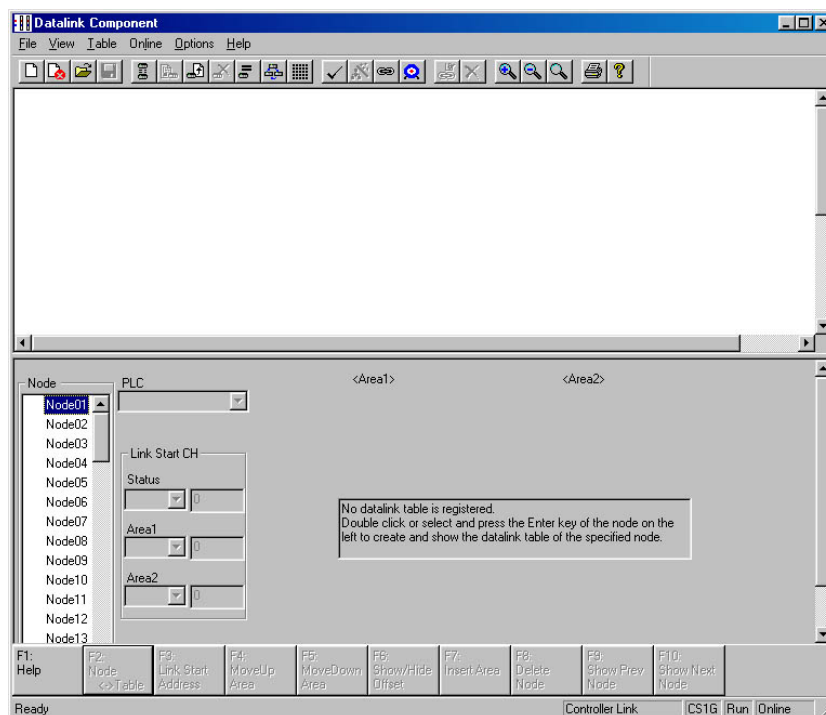 Datalink Component
File View Table Online Options Help
<Area1> <Area2>
Node
Node01
Node02
Node03
Node04
Node05
Node06
Node07
Node08
Node09
Node10
Node11
Node12
Node13
PLC
Link Start CH
Status
0
Area1
0
Area2
0
No datalink table is registered.
Double click or select and press the Enter key of the node on the
left to create and show the datalink table of the specified node.
F1:
Help
F2:
Node
<->Table
F3:
Link Start
Address
F4:
MoveUp
Area
F5:
MoveDown
Area
F6:
Show/Hide
Offset
F7:
Insert Area
F8:
Delete
Node
F9:
Show Prev
Node
F10:
Show Next
Node
Ready Controller Link CS1G Run Online